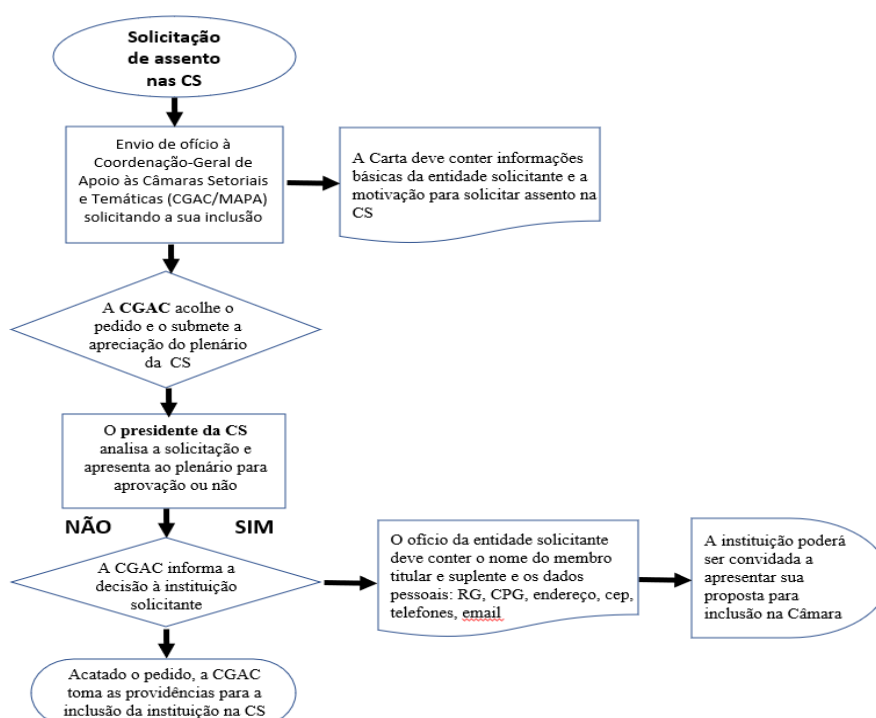 Solicitação
de assento
nas CS
Envio de ofício à
Coordenação-Geral de
Apoio às Câmaras Setoriais
e Temáticas (CGAC/MAPA)
solicitando a sua inclusão
A Carta deve conter informações
básicas da entidade solicitante e a
motivação para solicitar assento na
CS
A CGAC acolhe o
pedido e o submete a
apreciação do plenário
da CS
O presidente da CS
analisa a solicitação e
apresenta ao plenário para
aprovação ou não
NÃO
SIM
A CGAC informa a
decisão à instituição
solicitante
O ofício da entidade solicitante
deve conter o nome do membro
titular e suplente e os dados
pessoais: RG, CPG, endereço, cep,
telefones, email
A instituição poderá
ser convidada a
apresentar sua
proposta para
inclusão na Câmara
Acatado o pedido, a CGAC
toma as providências para a
inclusão da instituição na CS